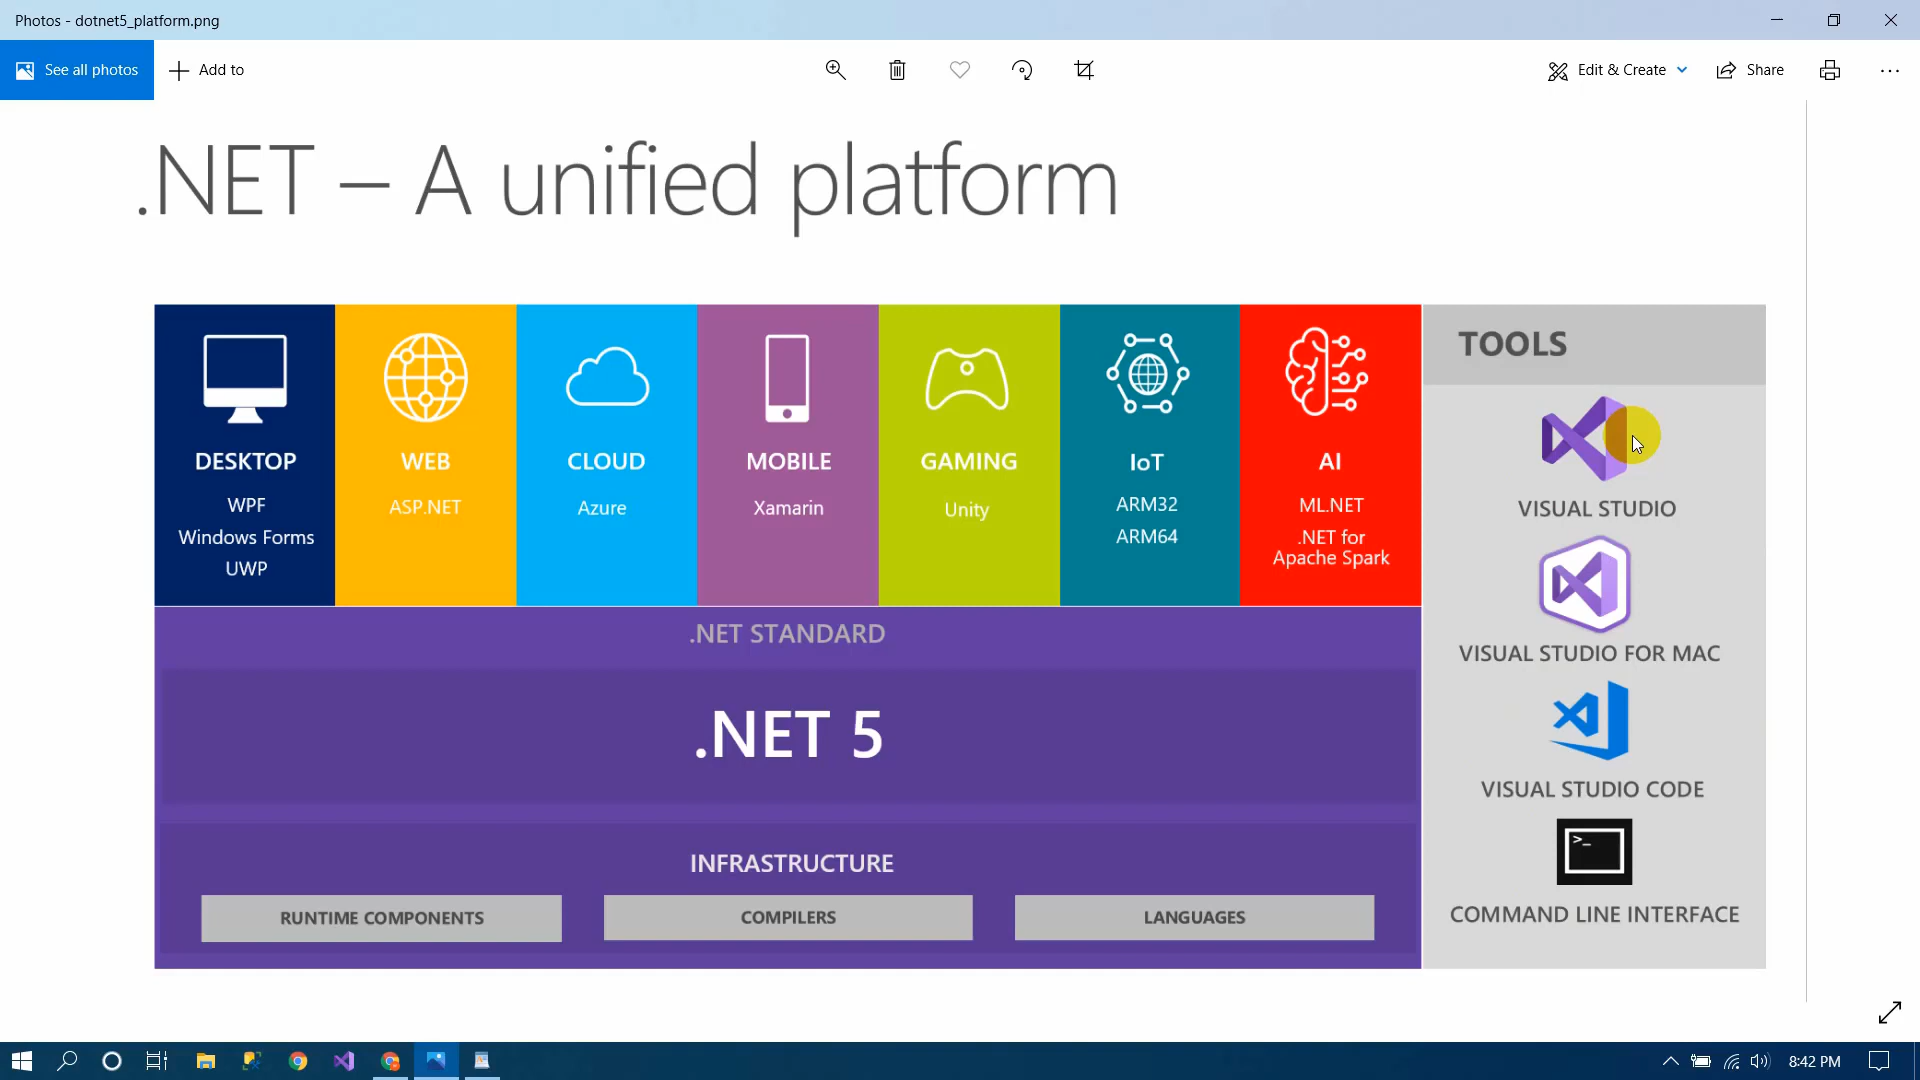 Photos - dotnet5_platform.png
See all photos
Add to
Edit & Create
Share
.NET – A unified platform
DESKTOP
WPF
Windows Forms
UWP
WEB
ASP.NET
CLOUD
Azure
MOBILE
Xamarin
GAMING
Unity
IoT
ARM32
ARM64
AI
ML.NET
.NET for
Apache Spark
TOOLS
VISUAL STUDIO
VISUAL STUDIO FOR MAC
VISUAL STUDIO CODE
>_
COMMAND LINE INTERFACE
.NET STANDARD
.NET 5
INFRASTRUCTURE
RUNTIME COMPONENTS
COMPILERS
LANGUAGES
8:42 PM